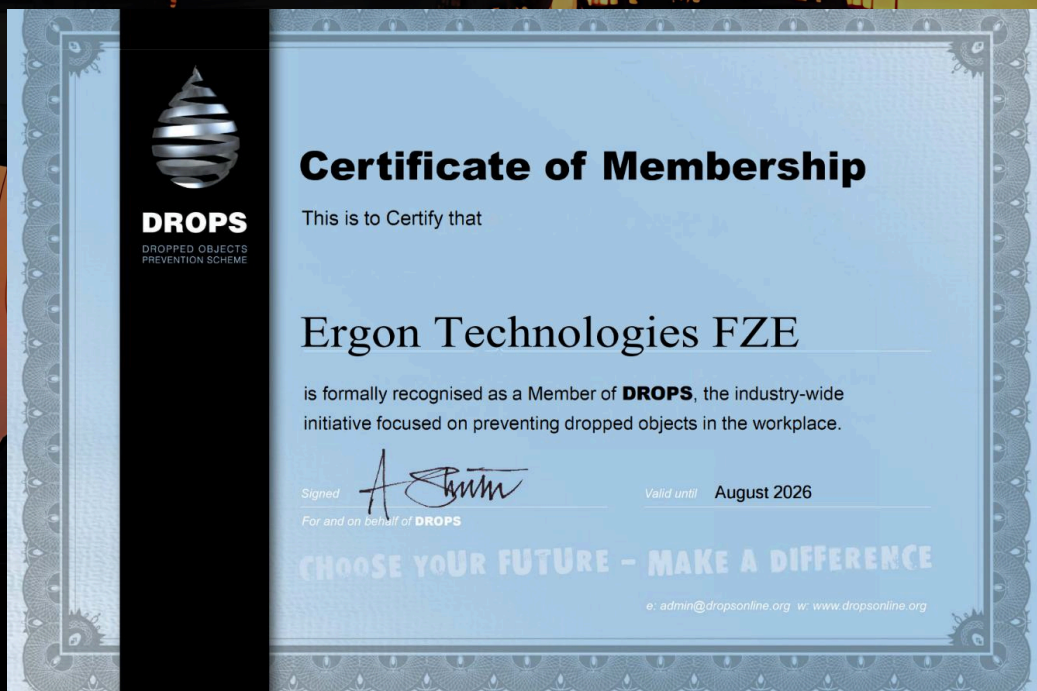 DROPS
DROPPED OBJECTS
PREVENTION SCHEME
Certificate of Membership
This is to Certify that
Ergon Technologies FZE
is formally recognised as a Member of DROPS, the industry-wide
initiative focused on preventing dropped objects in the workplace.
Signed
Valid until August 2026
For and on behalf of DROPS
CHOOSE YOUR FUTURE – MAKE A DIFFERENCE
e: admin@dropsonline.org w: www.dropsonline.org